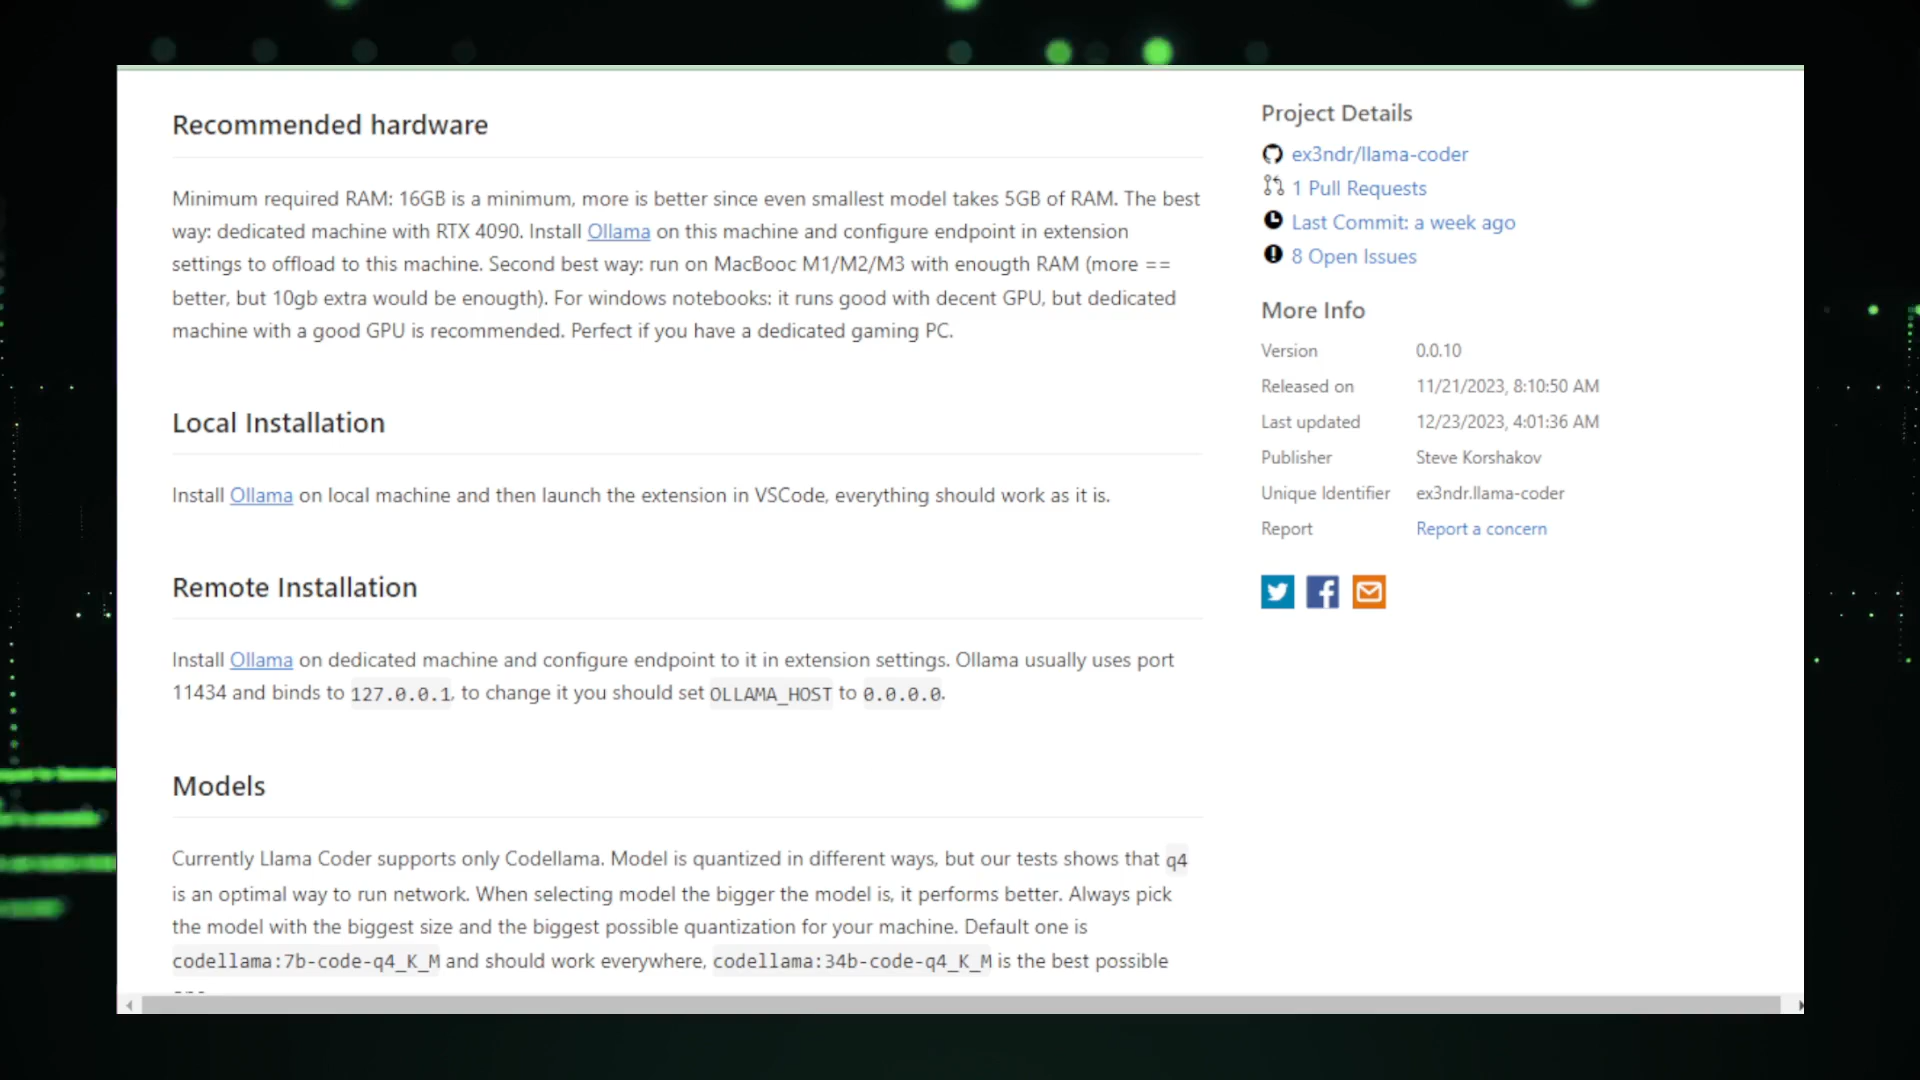 Recommended hardware
Minimum required RAM: 16GB is a minimum, more is better since even smallest model takes 5GB of RAM. The best
way: dedicated machine with RTX 4090. Install Ollama on this machine and configure endpoint in extension
settings to offload to this machine. Second best way: run on MacBooc M1/M2/M3 with enougth RAM (more ==
better, but 10gb extra would be enougth). For windows notebooks: it runs good with decent GPU, but dedicated
machine with a good GPU is recommended. Perfect if you have a dedicated gaming PC.
Local Installation
Install Ollama on local machine and then launch the extension in VSCode, everything should work as it is.
Remote Installation
Install Ollama on dedicated machine and configure endpoint to it in extension settings. Ollama usually uses port
11434 and binds to 127.0.0.1, to change it you should set OLLAMA_HOST to 0.0.0.0.
Models
Currently Llama Coder supports only Codellama. Model is quantized in different ways, but our tests shows that q4
is an optimal way to run network. When selecting model the bigger the model is, it performs better. Always pick
the model with the biggest size and the biggest possible quantization for your machine. Default one is
codellama:7b-code-q4_K_M and should work everywhere, codellama:34b-code-q4_K_M is the best possible
Project Details
ex3ndr/llama-coder
1 Pull Requests
Last Commit: a week ago
8 Open Issues
More Info
Version 0.0.10
Released on 11/21/2023, 8:10:50 AM
Last updated 12/23/2023, 4:01:36 AM
Publisher Steve Korshakov
Unique Identifier ex3ndr.llama-coder
Report Report a concern